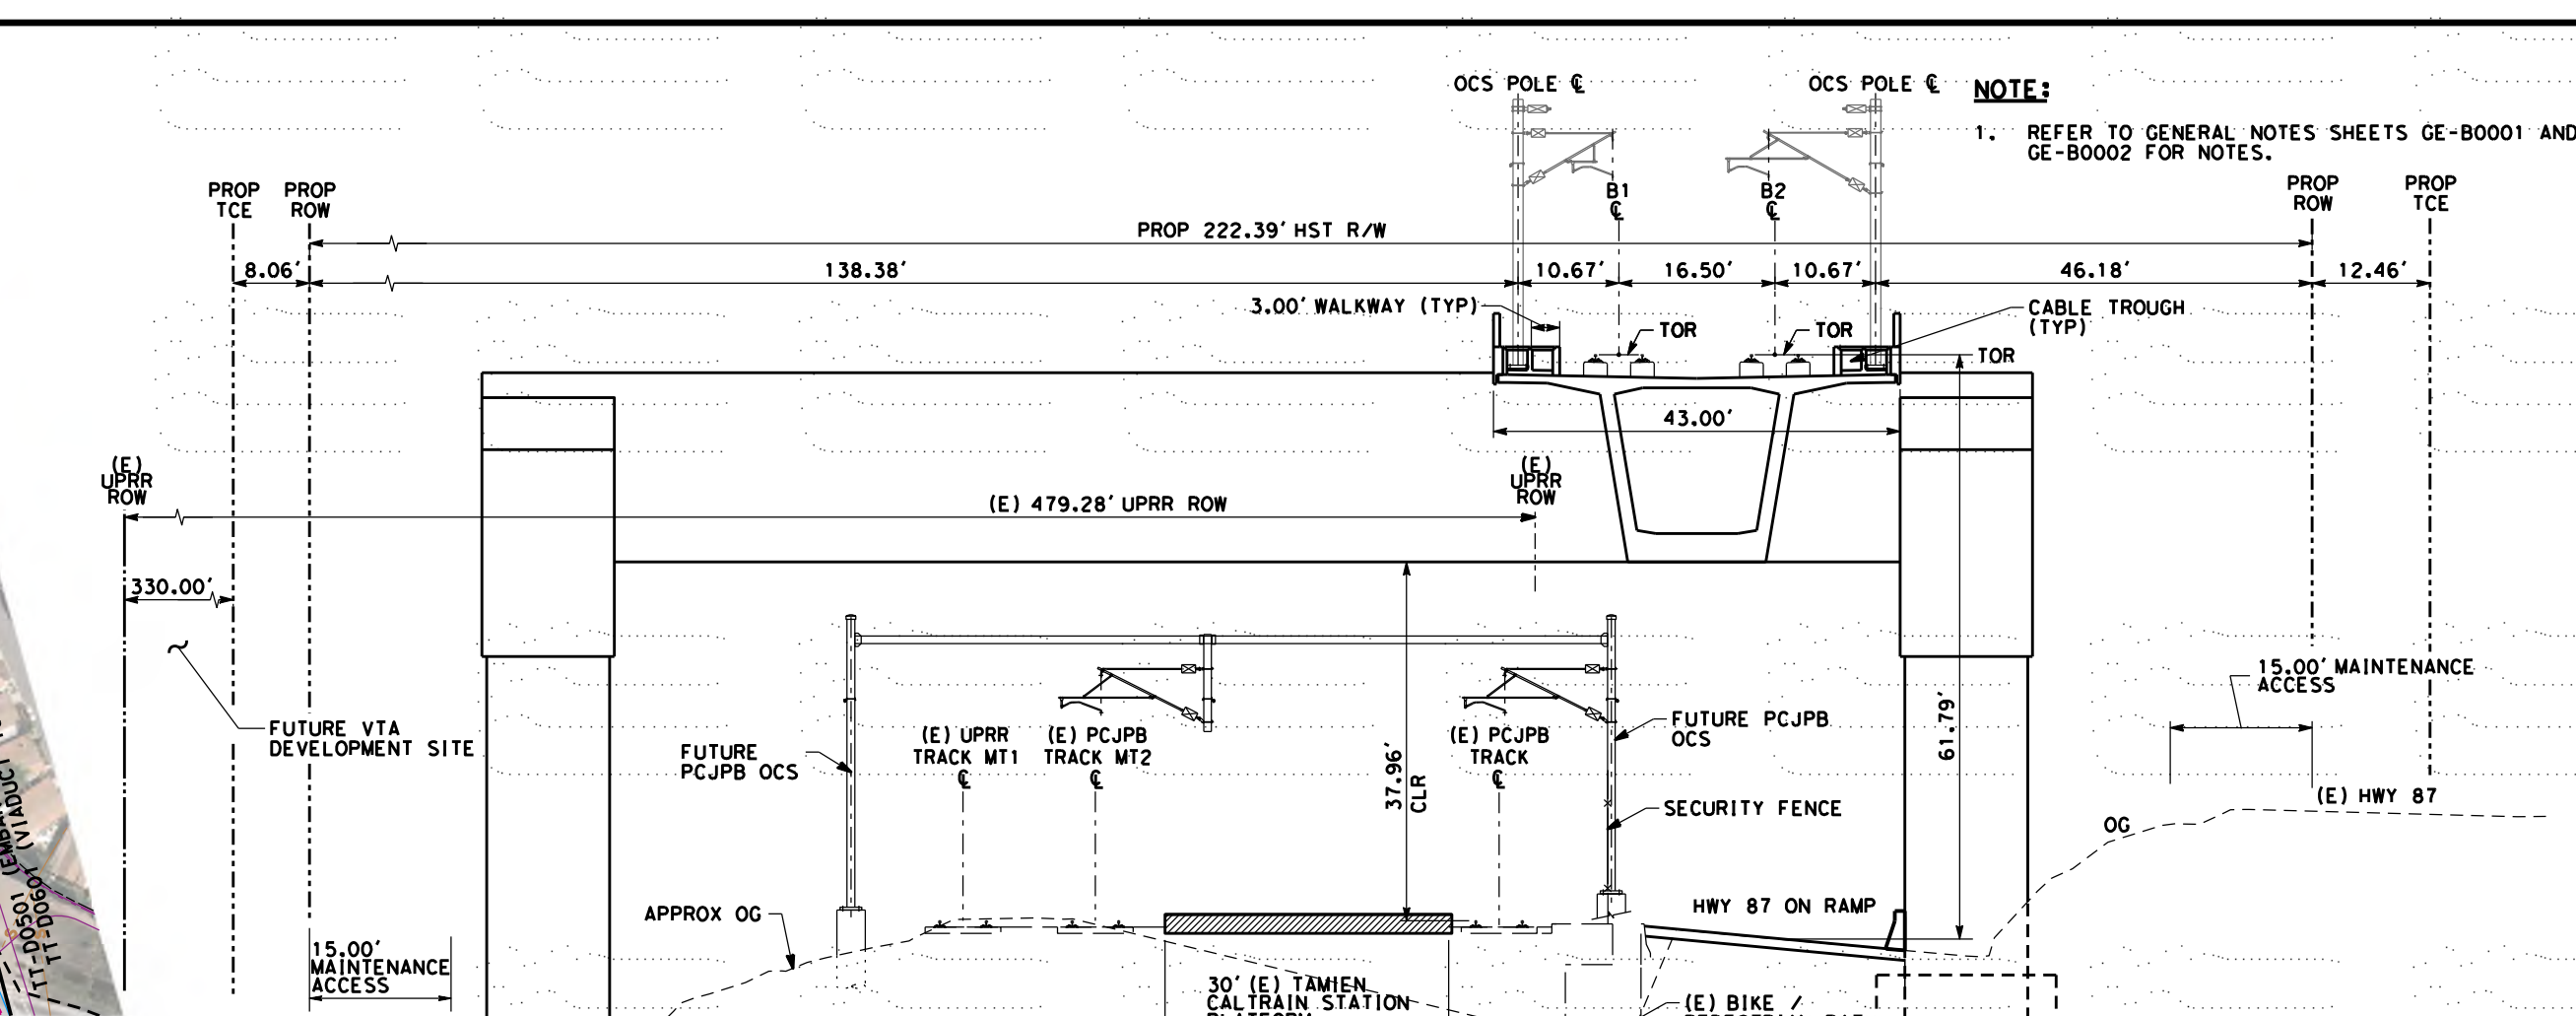 OCS POLE ℄
OCS POLE ℄
NOTE:
1. REFER TO GENERAL NOTES SHEETS GE-B0001 AND
GE-B0002 FOR NOTES.
PROP
TCE
PROP
ROW
B1
℄
B2
℄
PROP
ROW
PROP
TCE
PROP 222.39' HST R/W
8.06'
138.38'
10.67'
16.50'
10.67'
46.18'
12.46'
3.00' WALKWAY (TYP)
TOR
TOR
CABLE TROUGH
(TYP)
TOR
43.00'
(E)
UPRR
ROW
(E)
UPRR
ROW
(E) 479.28' UPRR ROW
330.00'
FUTURE VTA
DEVELOPMENT SITE
FUTURE
PCJPB OCS
(E) UPRR
TRACK MT1
℄
(E) PCJPB
TRACK MT2
℄
37.96'
CLR
(E) PCJPB
TRACK
℄
FUTURE PCJPB
OCS
SECURITY FENCE
61.79'
15.00' MAINTENANCE
ACCESS
(E) HWY 87
OG
HWY 87 ON RAMP
APPROX OG
15.00'
MAINTENANCE
ACCESS
30' (E) TAMIEN
CALTRAIN STATION
PLATFORM
(E) BIKE /
TT-D0501
TT-D0601 (VIADUCT